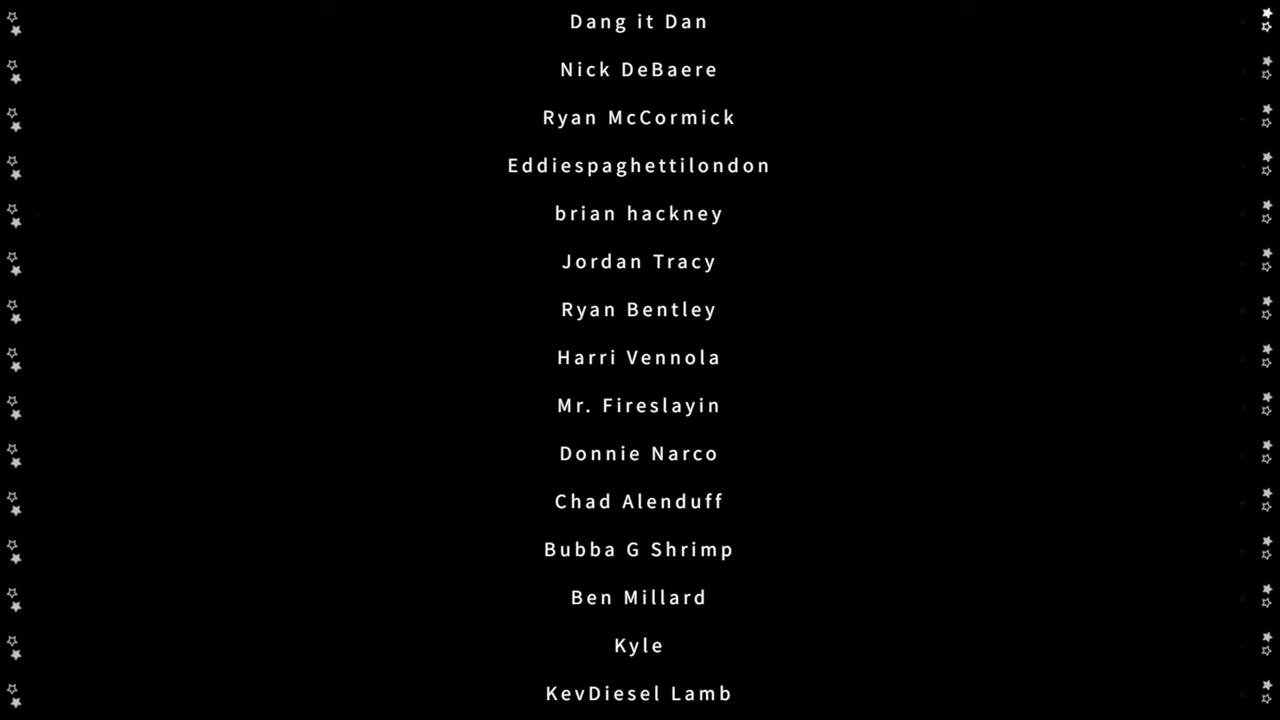 Dang it Dan
Nick DeBaere
Ryan McCormick
Eddiespaghettilondon
brian hackney
Jordan Tracy
Ryan Bentley
Harri Vennola
Mr. Fireslayin
Donnie Narco
Chad Alenduff
Bubba G Shrimp
Ben Millard
Kyle
KevDiesel Lamb